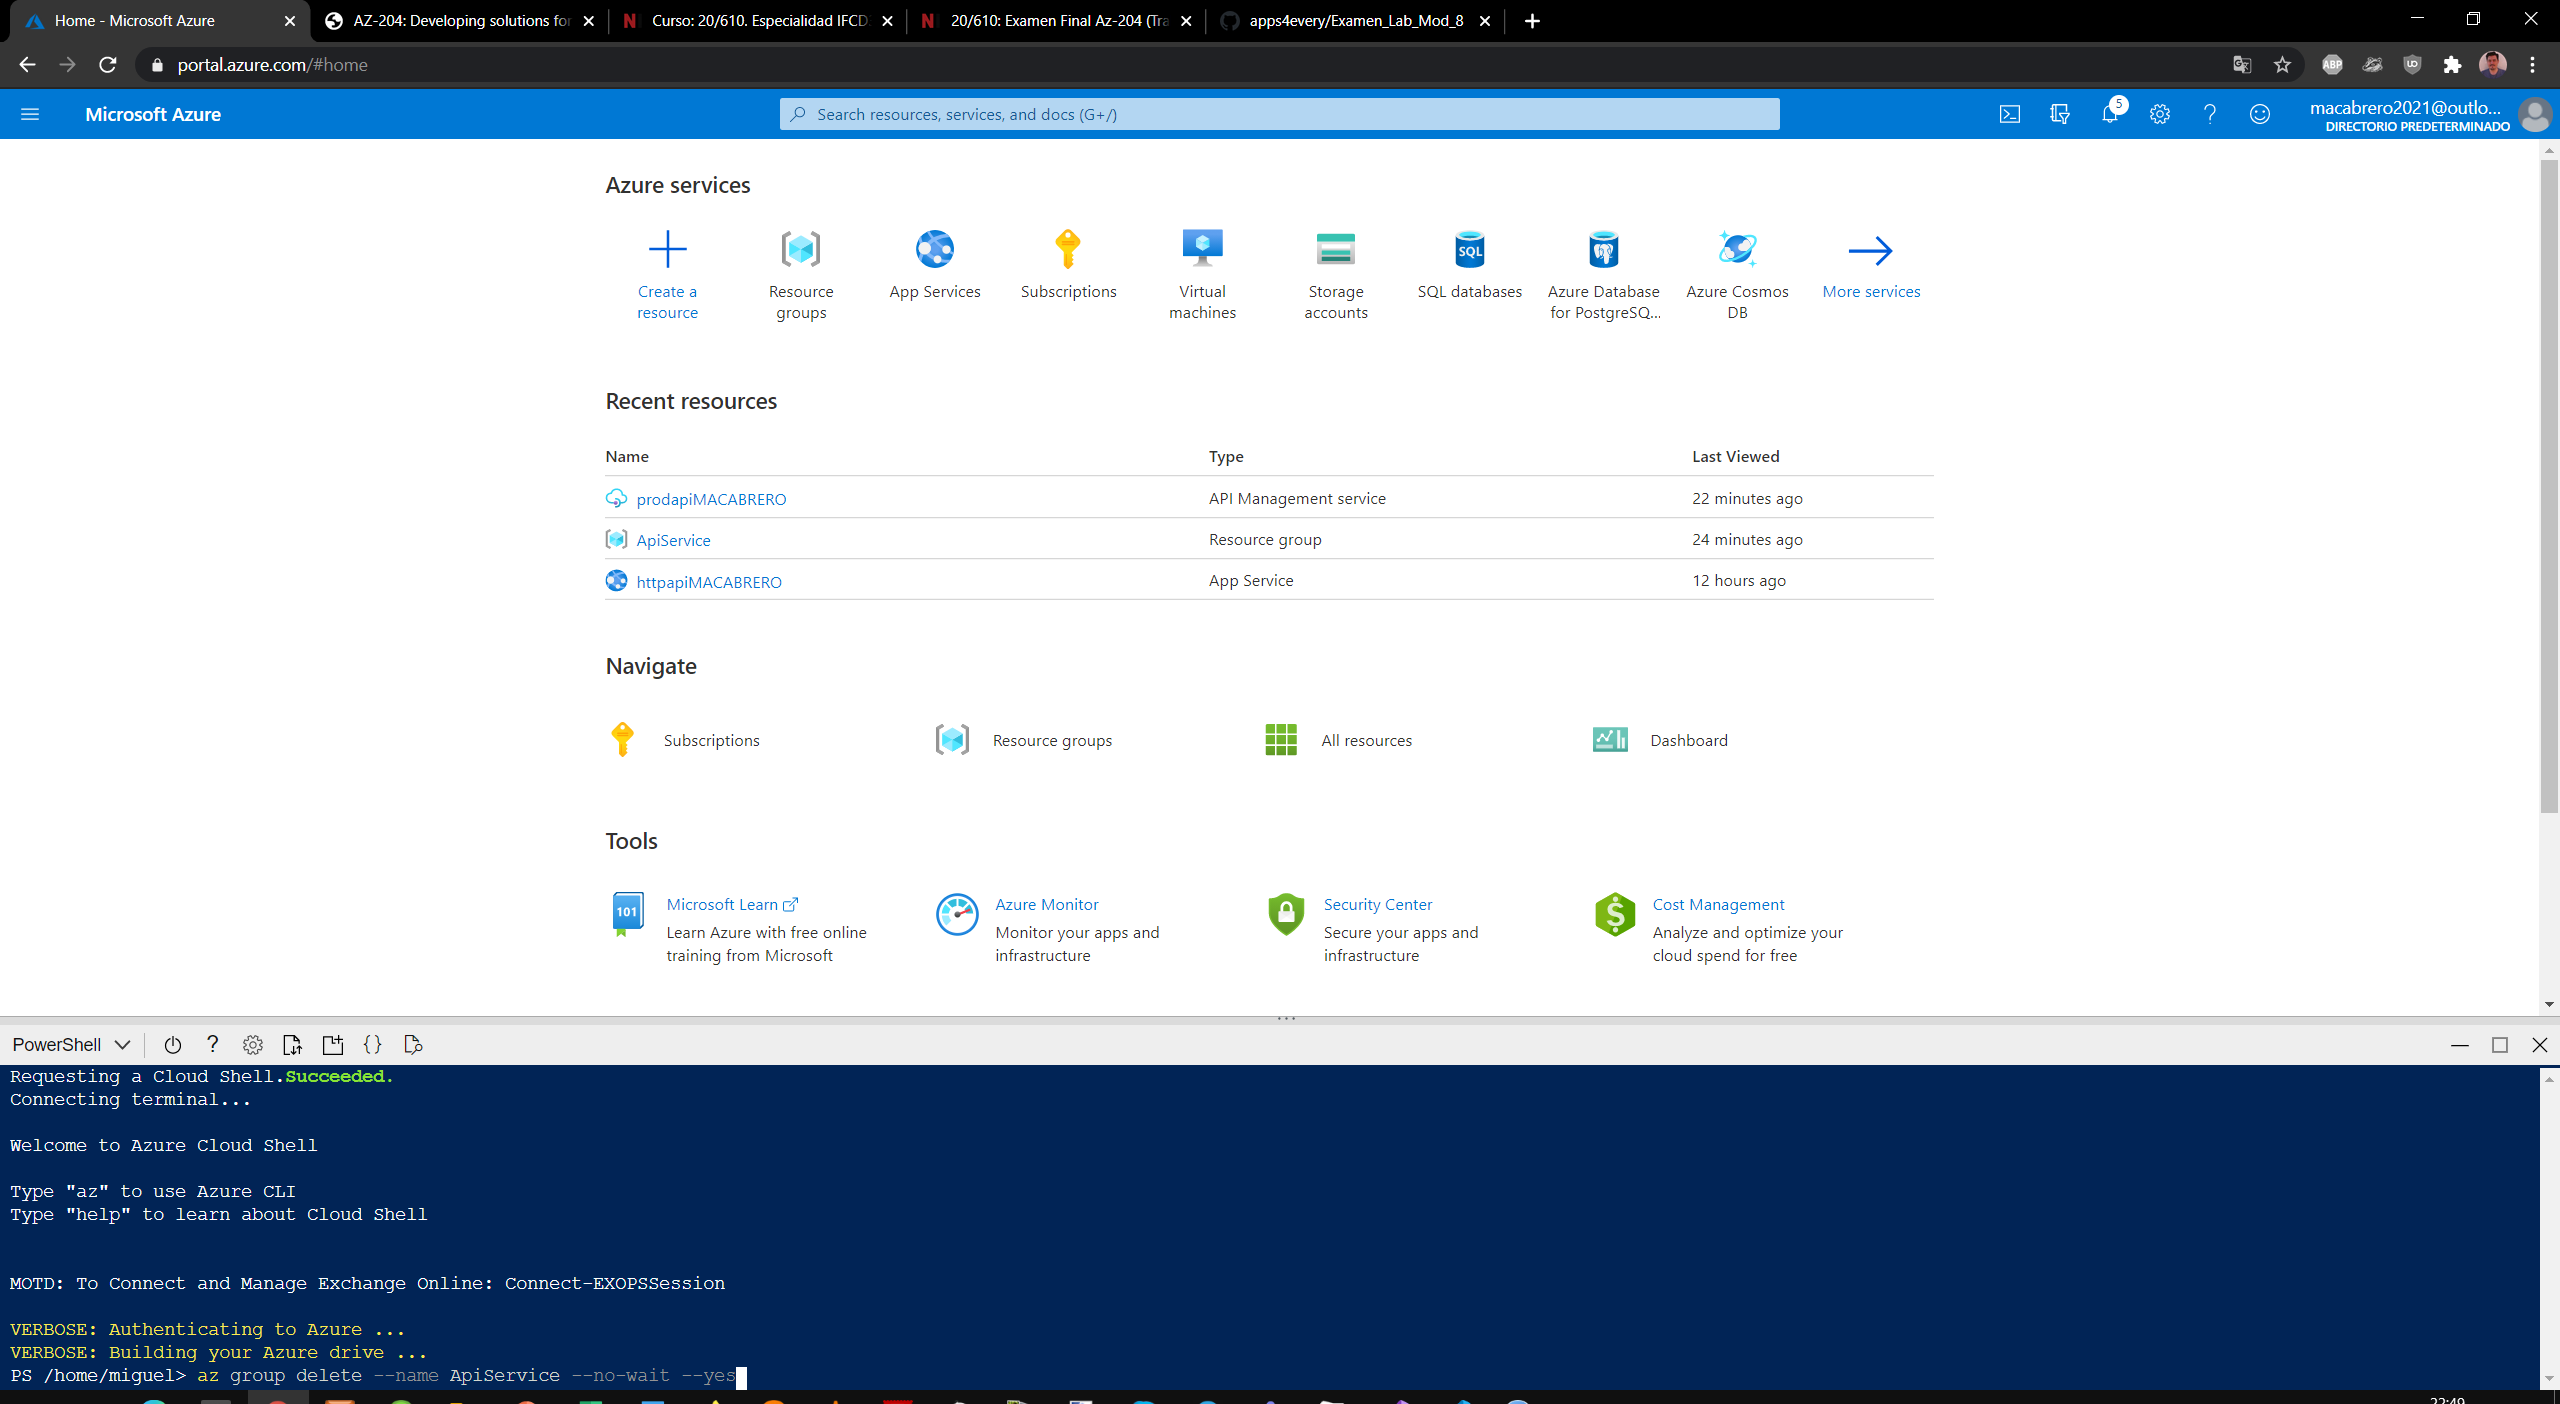 Home - Microsoft Azure
AZ-204: Developing solutions for
Curso: 20/610. Especialidad IFCD
20/610: Examen Final Az-204 (Tra
apps4every/Examen_Lab_Mod_8
portal.azure.com/#home
ABP
Microsoft Azure
Search resources, services, and docs (G+/)
5
macabrero2021@outlo...
DIRECTORIO PREDETERMINADO
Azure services
SQL
Create a resource
Resource groups
App Services
Subscriptions
Virtual machines
Storage accounts
SQL databases
Azure Database for PostgreSQ...
Azure Cosmos DB
More services
Recent resources
Name Type Last Viewed
prodapiMACABRERO API Management service 22 minutes ago
ApiService Resource group 24 minutes ago
httpapiMACABRERO App Service 12 hours ago
Navigate
Subscriptions Resource groups All resources Dashboard
Tools
101
Microsoft Learn
Learn Azure with free online
training from Microsoft
Azure Monitor
Monitor your apps and
infrastructure
Security Center
Secure your apps and
infrastructure
Cost Management
Analyze and optimize your
cloud spend for free
PowerShell
Requesting a Cloud Shell.Succeeded.
Connecting terminal...
Welcome to Azure Cloud Shell
Type "az" to use Azure CLI
Type "help" to learn about Cloud Shell
MOTD: To Connect and Manage Exchange Online: Connect-EXOPSSession
VERBOSE: Authenticating to Azure ...
VERBOSE: Building your Azure drive ...
PS /home/miguel> az group delete --name ApiService --no-wait --yes